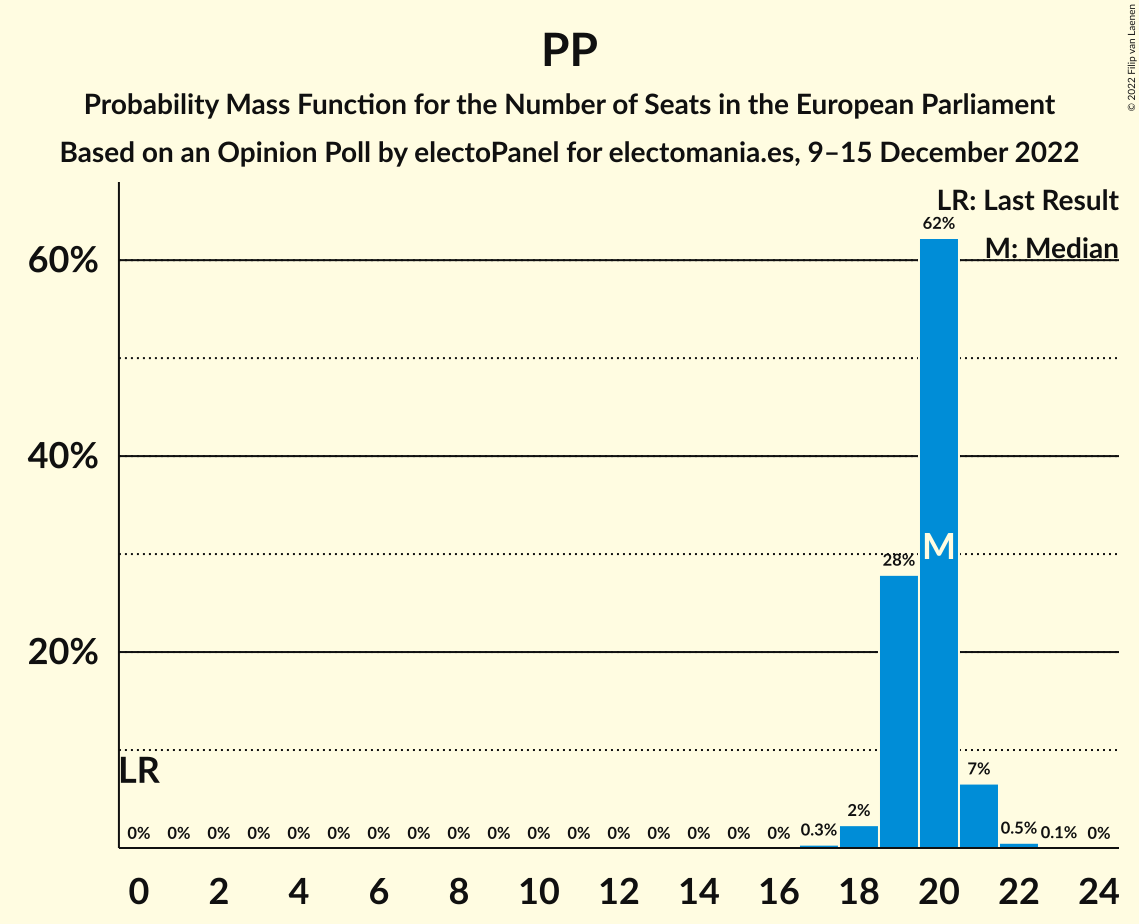 PP
Probability Mass Function for the Number of Seats in the European Parliament
Based on an Opinion Poll by electoPanel for electomania.es, 9–15 December 2022
© 2022 Filip van Laenen
LR: Last Result
M: Median
60%
40%
20%
LR
M
0% 0% 0% 0% 0% 0% 0% 0% 0% 0% 0% 0% 0% 0% 0% 0% 0% 0.3% 2% 28% 62% 7% 0.5% 0.1% 0%
0 2 4 6 8 10 12 14 16 18 20 22 24